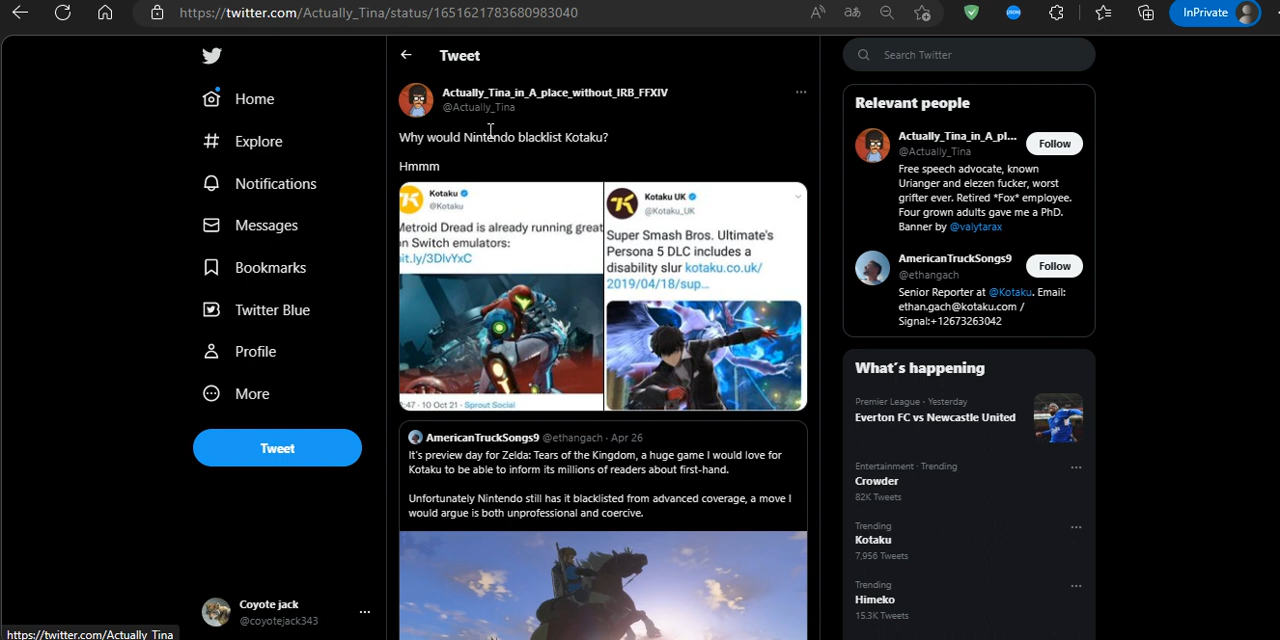 https://twitter.com/Actually_Tina/status/1651621783680983040
InPrivate
Home
Explore
Notifications
Messages
Bookmarks
Twitter Blue
Profile
More
Tweet
Coyote jack
@coyotejack343
https://twitter.com/Actually_Tina
Tweet
Actually_Tina_in_A_place_without_IRB_FFXIV
@Actually_Tina
Why would Nintendo blacklist Kotaku?
Hmmm
Kotaku
@Kotaku
Metroid Dread is already running great
on Switch emulators:
bit.ly/3DIvYxC
:47 · 10 Oct 21 · Sprout Social
Kotaku UK
@Kotaku_UK
Super Smash Bros. Ultimate's
Persona 5 DLC includes a
disability slur kotaku.co.uk/
2019/04/18/sup...
AmericanTruckSongs9 @ethangach · Apr 26
It's preview day for Zelda: Tears of the Kingdom, a huge game I would love for
Kotaku to be able to inform its millions of readers about first-hand.
Unfortunately Nintendo still has it blacklisted from advanced coverage, a move I
would argue is both unprofessional and coercive.
Search Twitter
Relevant people
Actually_Tina_in_A_pl...
@Actually_Tina
Follow
Free speech advocate, known
Urianger and elezen fucker, worst
grifter ever. Retired *Fox* employee.
Four grown adults gave me a PhD.
Banner by @valytarax
AmericanTruckSongs9
@ethangach
Follow
Senior Reporter at @Kotaku. Email:
ethan.gach@kotaku.com /
Signal:+12673263042
What's happening
Premier League · Yesterday
Everton FC vs Newcastle United
Entertainment · Trending
Crowder
82K Tweets
Trending
Kotaku
7,956 Tweets
Trending
Himeko
15.3K Tweets